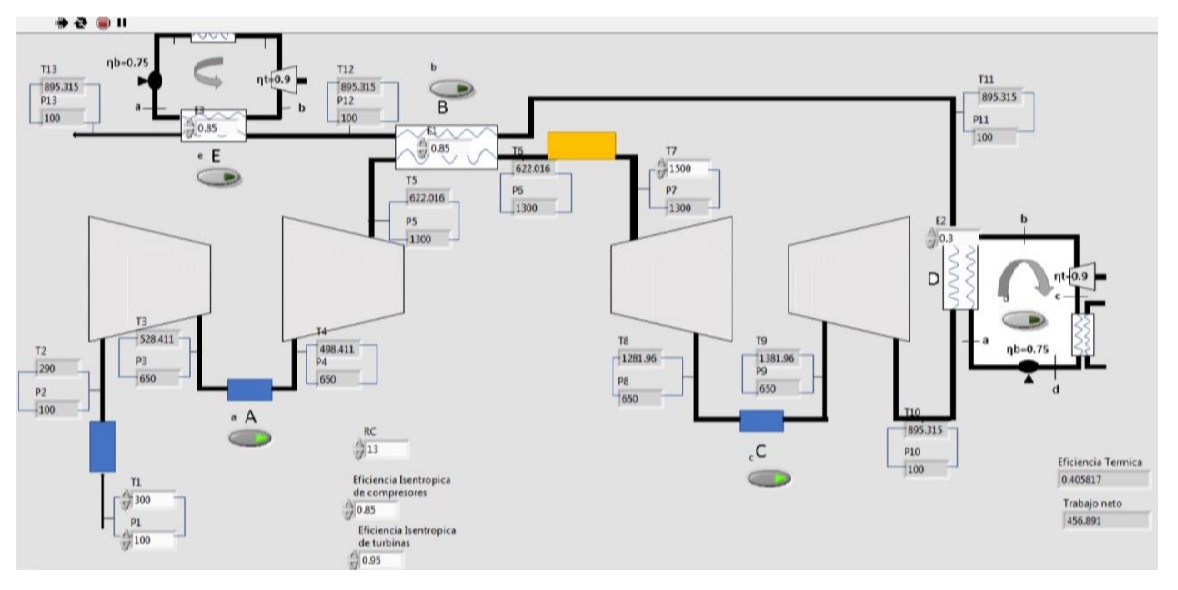 ηb=0.75
ηt=0.9
a
b
E3
0.85
e E
T13
895.315
P13
100
T12
895.315
P12
100
b
B
E1
0.85
T11
895.315
P11
100
T5
622.016
P5
1300
T6
622.016
P6
1300
T7
1500
P7
1300
E2
0.3
D
b
ηt=0.9
c
d
a
ηb=0.75
d
T3
528.411
P3
650
T4
498.411
P4
650
T2
290
P2
100
T8
1281.96
P8
650
T9
1381.96
P9
650
a A
c C
T10
895.315
P10
100
T1
300
P1
100
RC
13
Eficiencia Isentropica
de compresores
0.85
Eficiencia Isentropica
de turbinas
0.95
Eficiencia Termica
0.405817
Trabajo neto
456.891